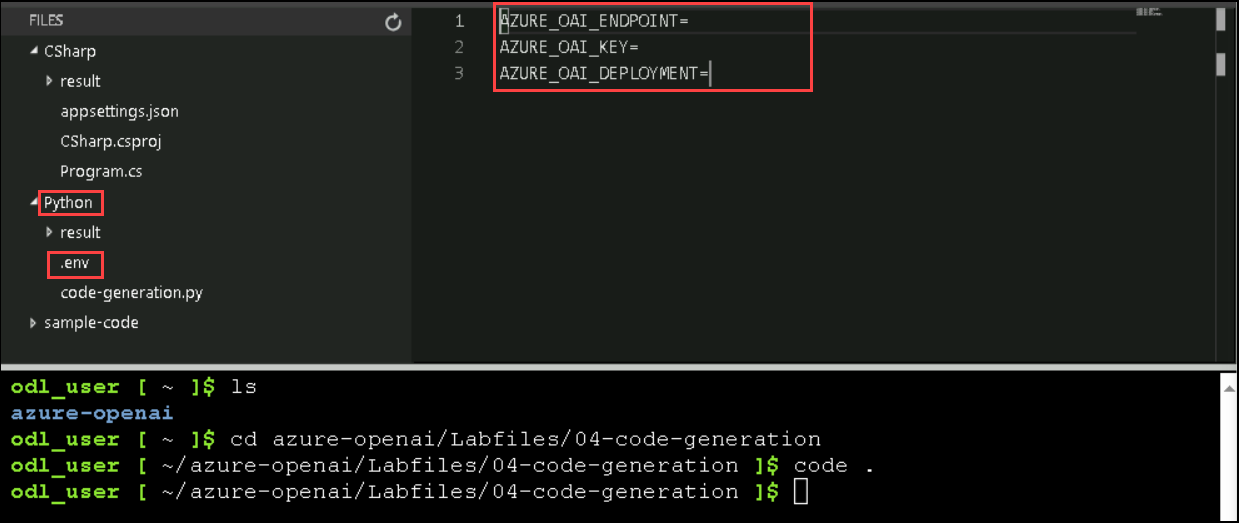 FILES
CSharp
result
appsettings.json
CSharp.csproj
Program.cs
Python
result
.env
code-generation.py
sample-code
1 AZURE_OAI_ENDPOINT=
2 AZURE_OAI_KEY=
3 AZURE_OAI_DEPLOYMENT=
odl_user [ ~ ]$ ls
azure-openai
odl_user [ ~ ]$ cd azure-openai/Labfiles/04-code-generation
odl_user [ ~/azure-openai/Labfiles/04-code-generation ]$ code .
odl_user [ ~/azure-openai/Labfiles/04-code-generation ]$